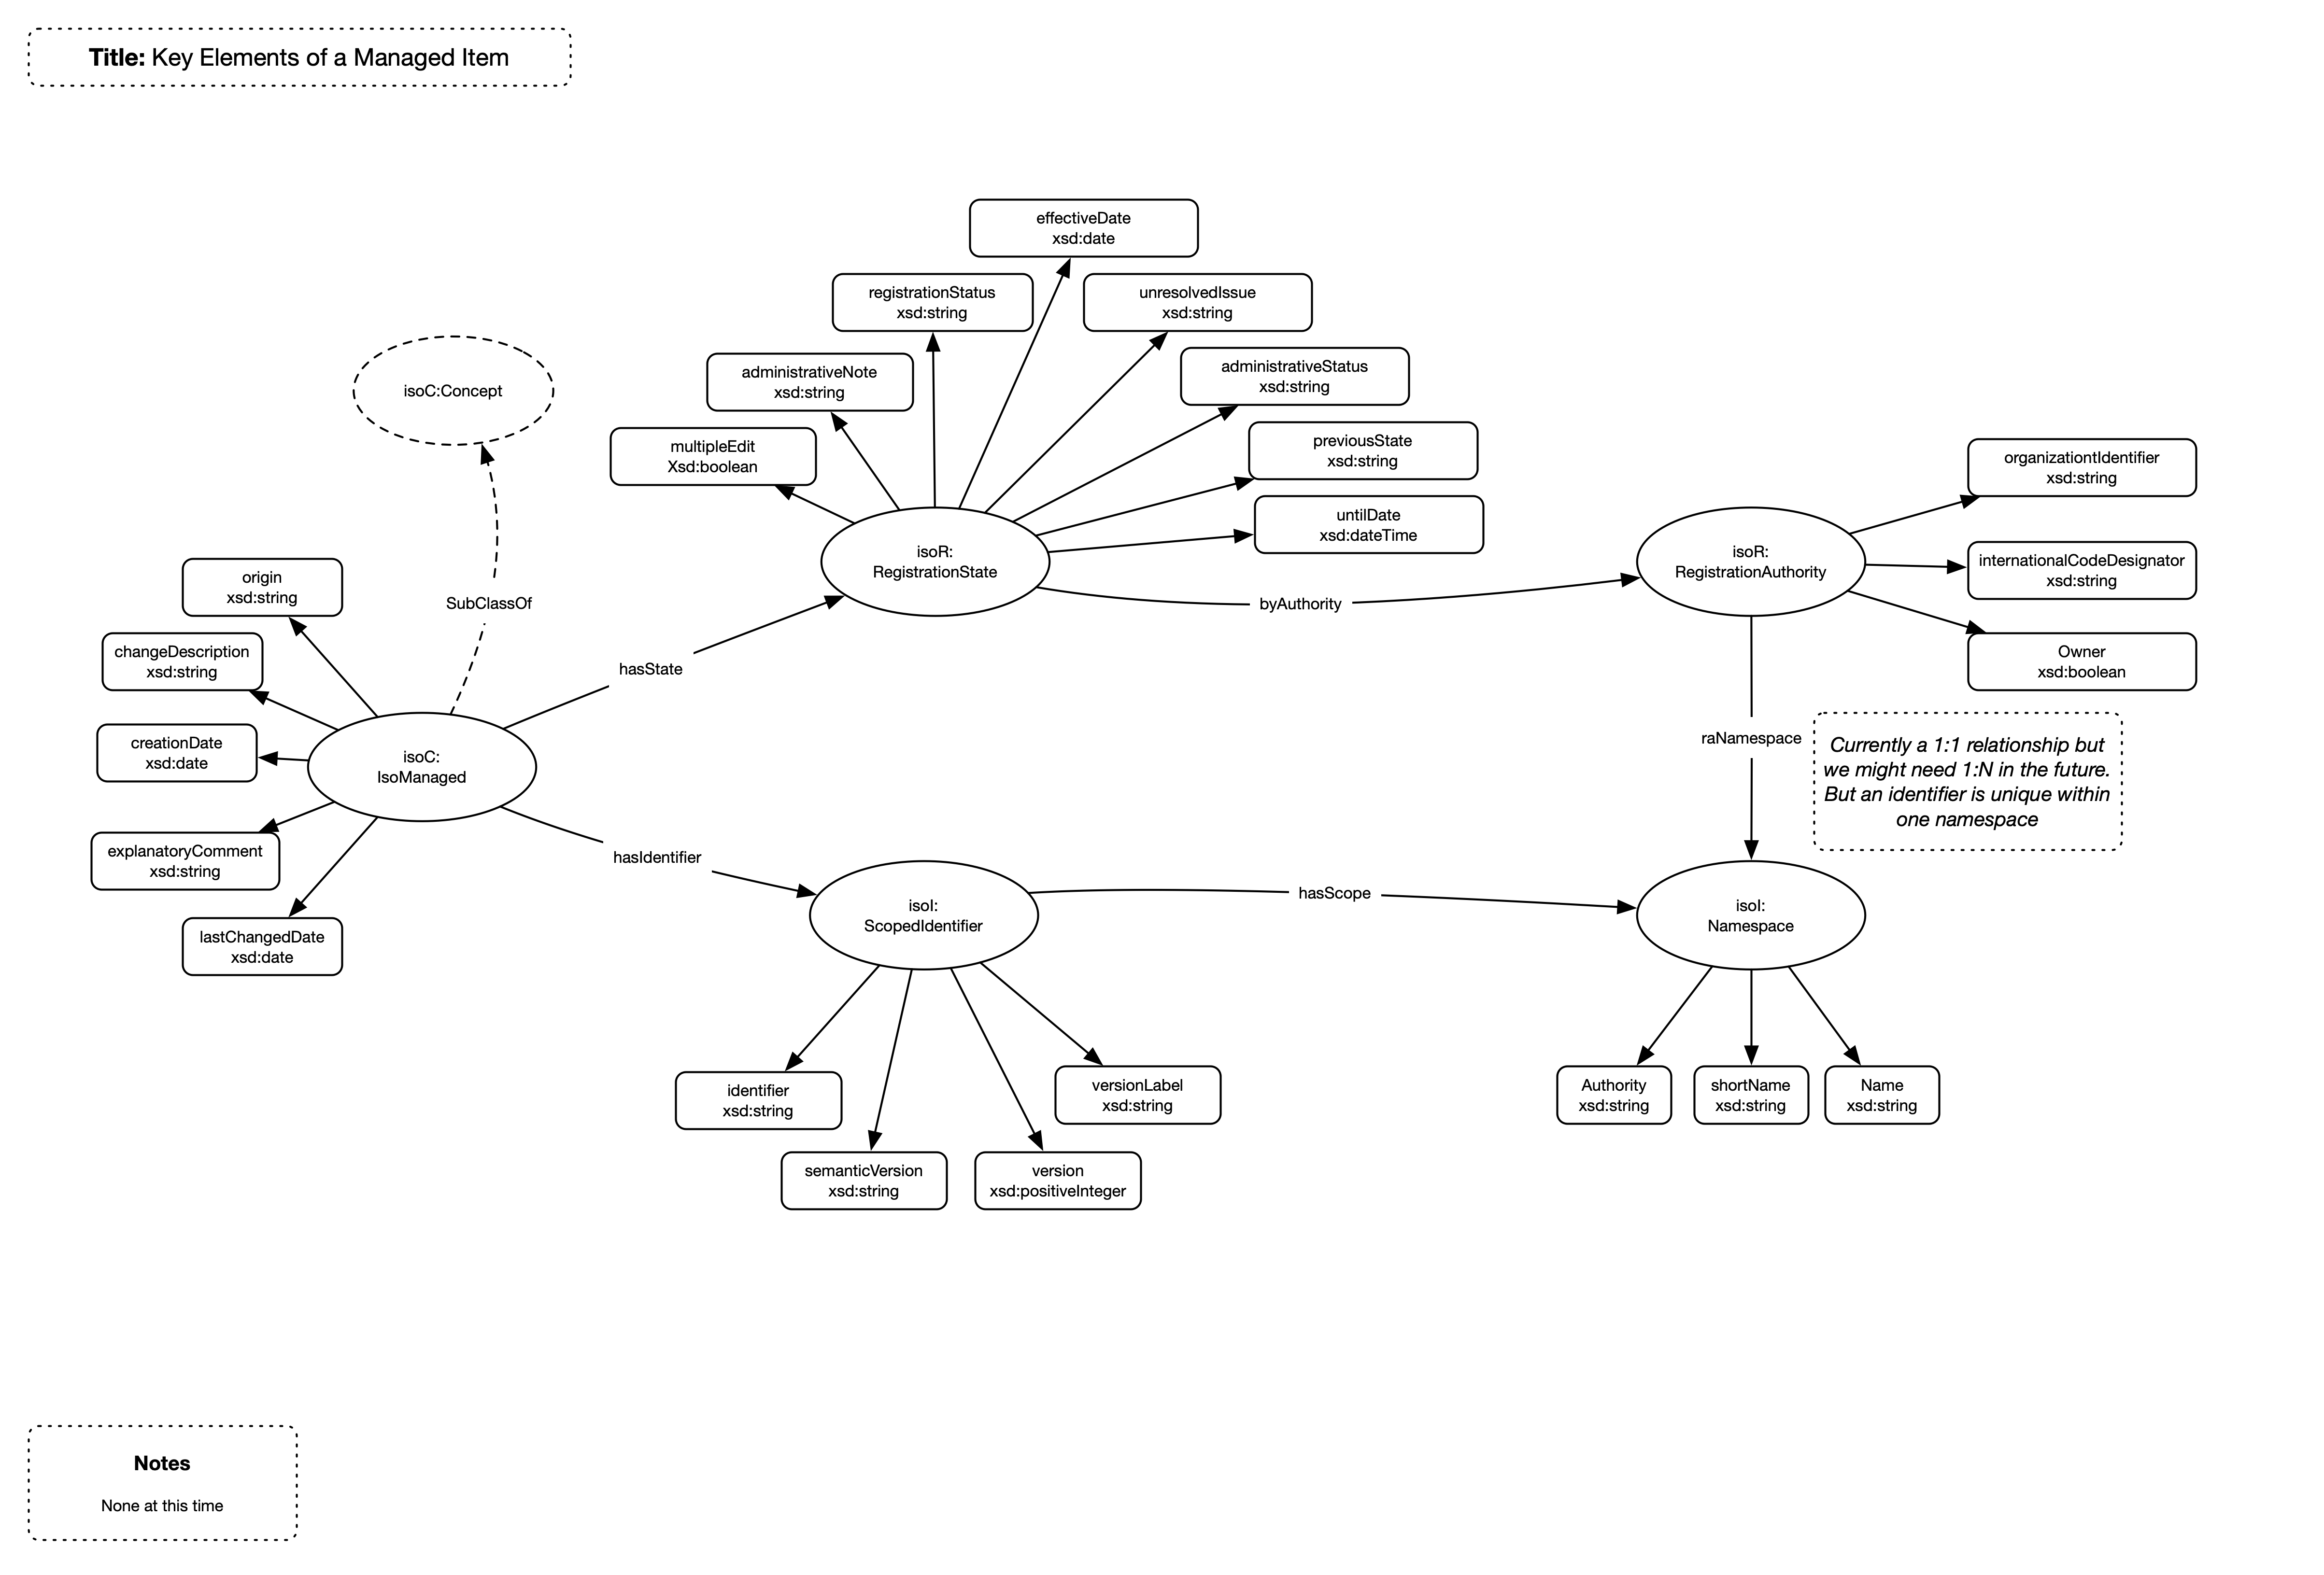 Title: Key Elements of a Managed Item
effectiveDate
xsd:date
registrationStatus
xsd:string
unresolvedIssue
xsd:string
administrativeNote
xsd:string
administrativeStatus
xsd:string
isoC:Concept
multipleEdit
Xsd:boolean
previousState
xsd:string
organizationtIdentifier
xsd:string
untilDate
xsd:dateTime
isoR:
RegistrationState
isoR:
RegistrationAuthority
internationalCodeDesignator
xsd:string
origin
xsd:string
SubClassOf
byAuthority
changeDescription
xsd:string
hasState
Owner
xsd:boolean
creationDate
xsd:date
isoC:
IsoManaged
raNamespace
Currently a 1:1 relationship but
we might need 1:N in the future.
But an identifier is unique within
one namespace
explanatoryComment
xsd:string
hasIdentifier
lastChangedDate
xsd:date
isoI:
ScopedIdentifier
hasScope
isoI:
Namespace
identifier
xsd:string
versionLabel
xsd:string
Authority
xsd:string
shortName
xsd:string
Name
xsd:string
semanticVersion
xsd:string
version
xsd:positiveInteger
Notes
None at this time